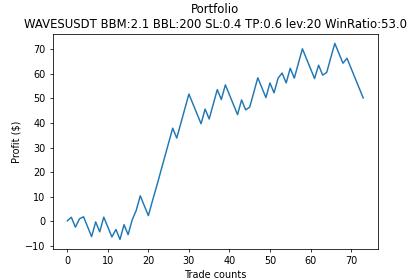 Portfolio
WAVESUSDT BBM:2.1 BBL:200 SL:0.4 TP:0.6 lev:20 WinRatio:53.0
70
60
50
40
30
20
10
0
−10
Profit ($)
0 10 20 30 40 50 60 70
Trade counts